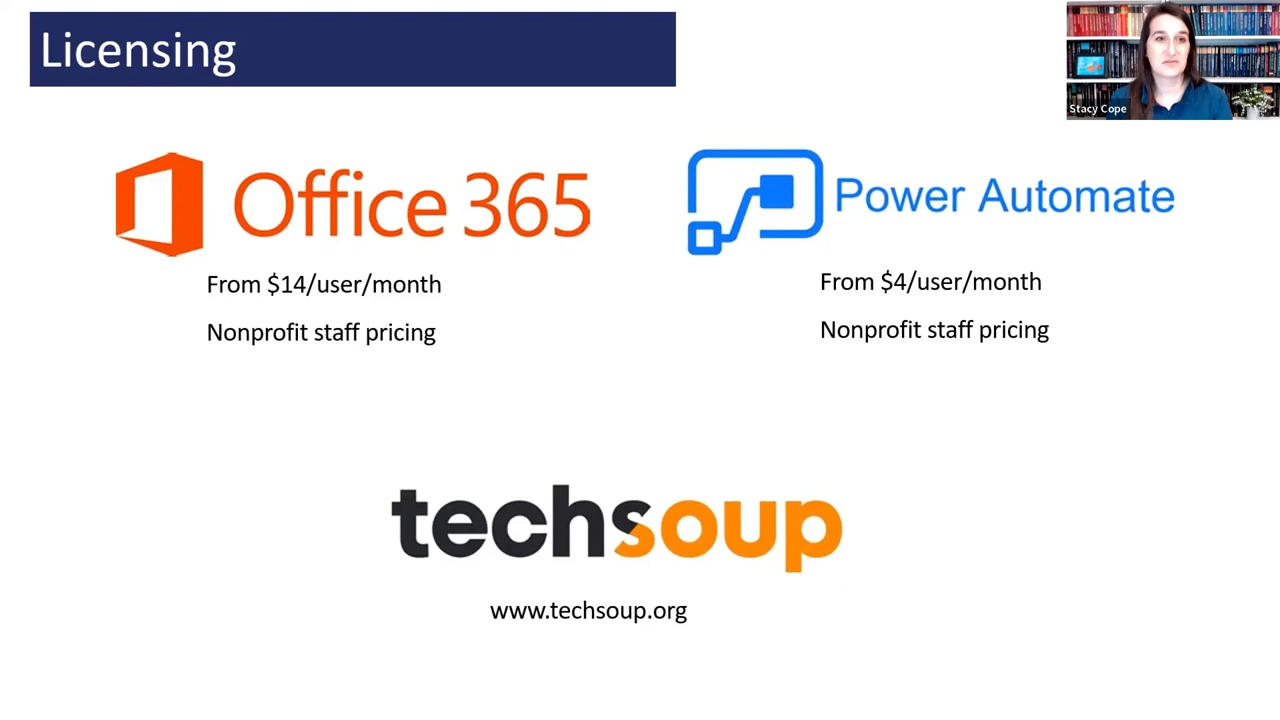 Licensing
Stacy Cope
Office 365
Power Automate
From $14/user/month
From $4/user/month
Nonprofit staff pricing
Nonprofit staff pricing
techsoup
www.techsoup.org